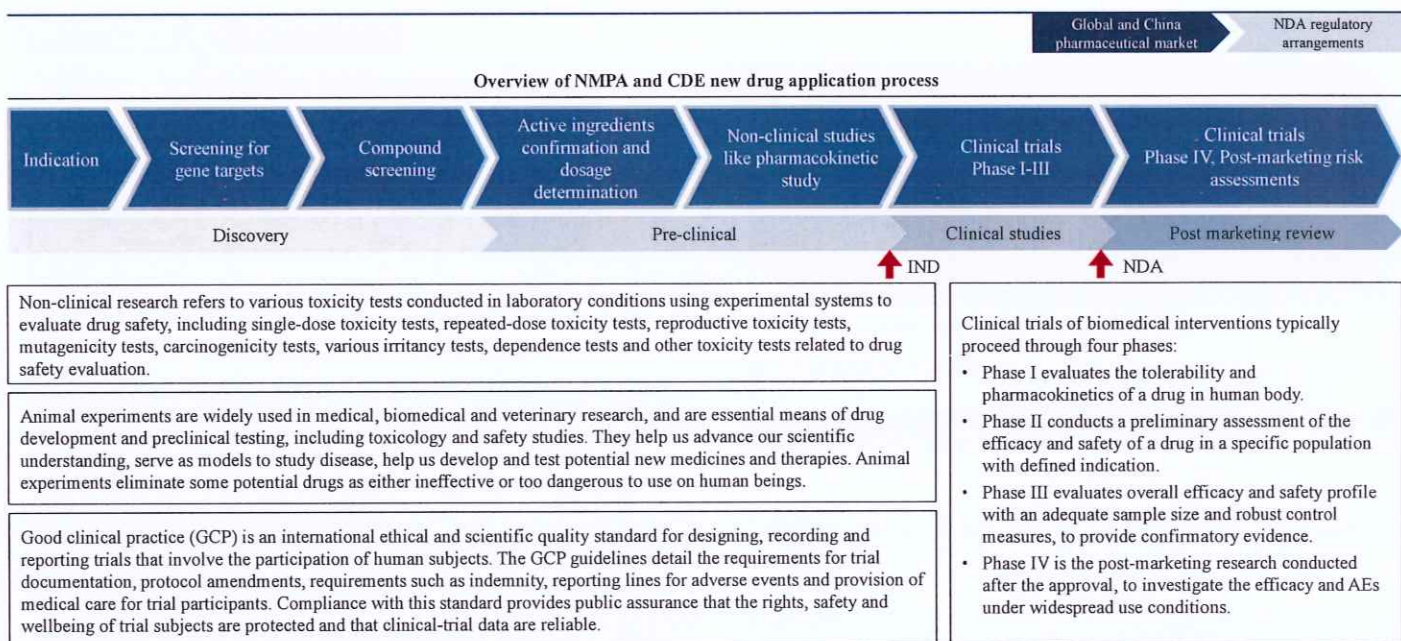 Global and China
pharmaceutical market
NDA regulatory
arrangements
Overview of NMPA and CDE new drug application process
Indication
Screening for
gene targets
Compound
screening
Active ingredients
confirmation and
dosage
determination
Non-clinical studies
like pharmacokinetic
study
Clinical trials
Phase I-III
Clinical trials
Phase IV, Post-marketing risk
assessments
Discovery
Pre-clinical
Clinical studies
Post marketing review
IND
NDA
Non-clinical research refers to various toxicity tests conducted in laboratory conditions using experimental systems to
evaluate drug safety, including single-dose toxicity tests, repeated-dose toxicity tests, reproductive toxicity tests,
mutagenicity tests, carcinogenicity tests, various irritancy tests, dependence tests and other toxicity tests related to drug
safety evaluation.
Animal experiments are widely used in medical, biomedical and veterinary research, and are essential means of drug
development and preclinical testing, including toxicology and safety studies. They help us advance our scientific
understanding, serve as models to study disease, help us develop and test potential new medicines and therapies. Animal
experiments eliminate some potential drugs as either ineffective or too dangerous to use on human beings.
Good clinical practice (GCP) is an international ethical and scientific quality standard for designing, recording and
reporting trials that involve the participation of human subjects. The GCP guidelines detail the requirements for trial
documentation, protocol amendments, requirements such as indemnity, reporting lines for adverse events and provision of
medical care for trial participants. Compliance with this standard provides public assurance that the rights, safety and
wellbeing of trial subjects are protected and that clinical-trial data are reliable.
Clinical trials of biomedical interventions typically
proceed through four phases:
• Phase I evaluates the tolerability and
pharmacokinetics of a drug in human body.
• Phase II conducts a preliminary assessment of the
efficacy and safety of a drug in a specific population
with defined indication.
• Phase III evaluates overall efficacy and safety profile
with an adequate sample size and robust control
measures, to provide confirmatory evidence.
• Phase IV is the post-marketing research conducted
after the approval, to investigate the efficacy and AEs
under widespread use conditions.